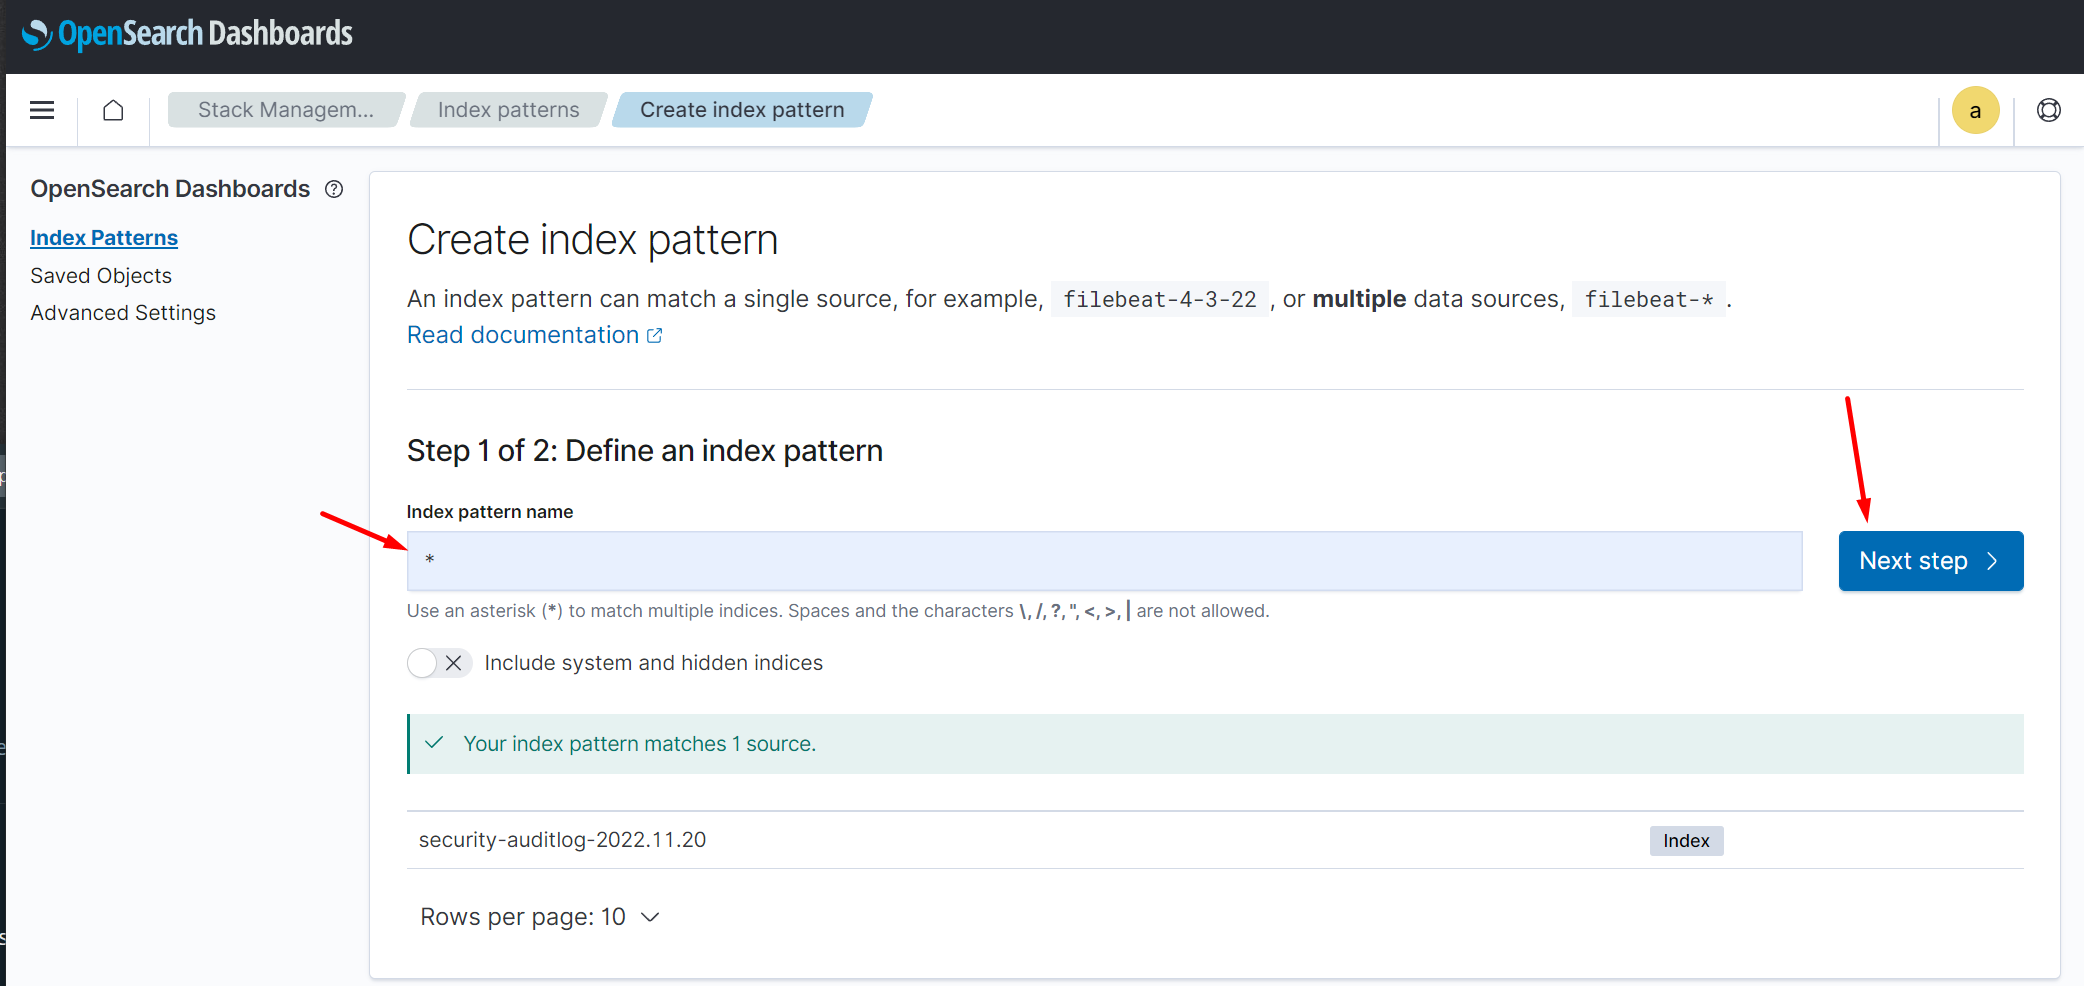 OpenSearch Dashboards
Stack Managem...
Index patterns
Create index pattern
a
OpenSearch Dashboards
Index Patterns
Saved Objects
Advanced Settings
Create index pattern
An index pattern can match a single source, for example, filebeat-4-3-22 , or multiple data sources, filebeat-* .
Read documentation
Step 1 of 2: Define an index pattern
Index pattern name
*
Next step
Use an asterisk (*) to match multiple indices. Spaces and the characters \, /, ?, ", <, >, | are not allowed.
Include system and hidden indices
Your index pattern matches 1 source.
security-auditlog-2022.11.20
Index
Rows per page: 10